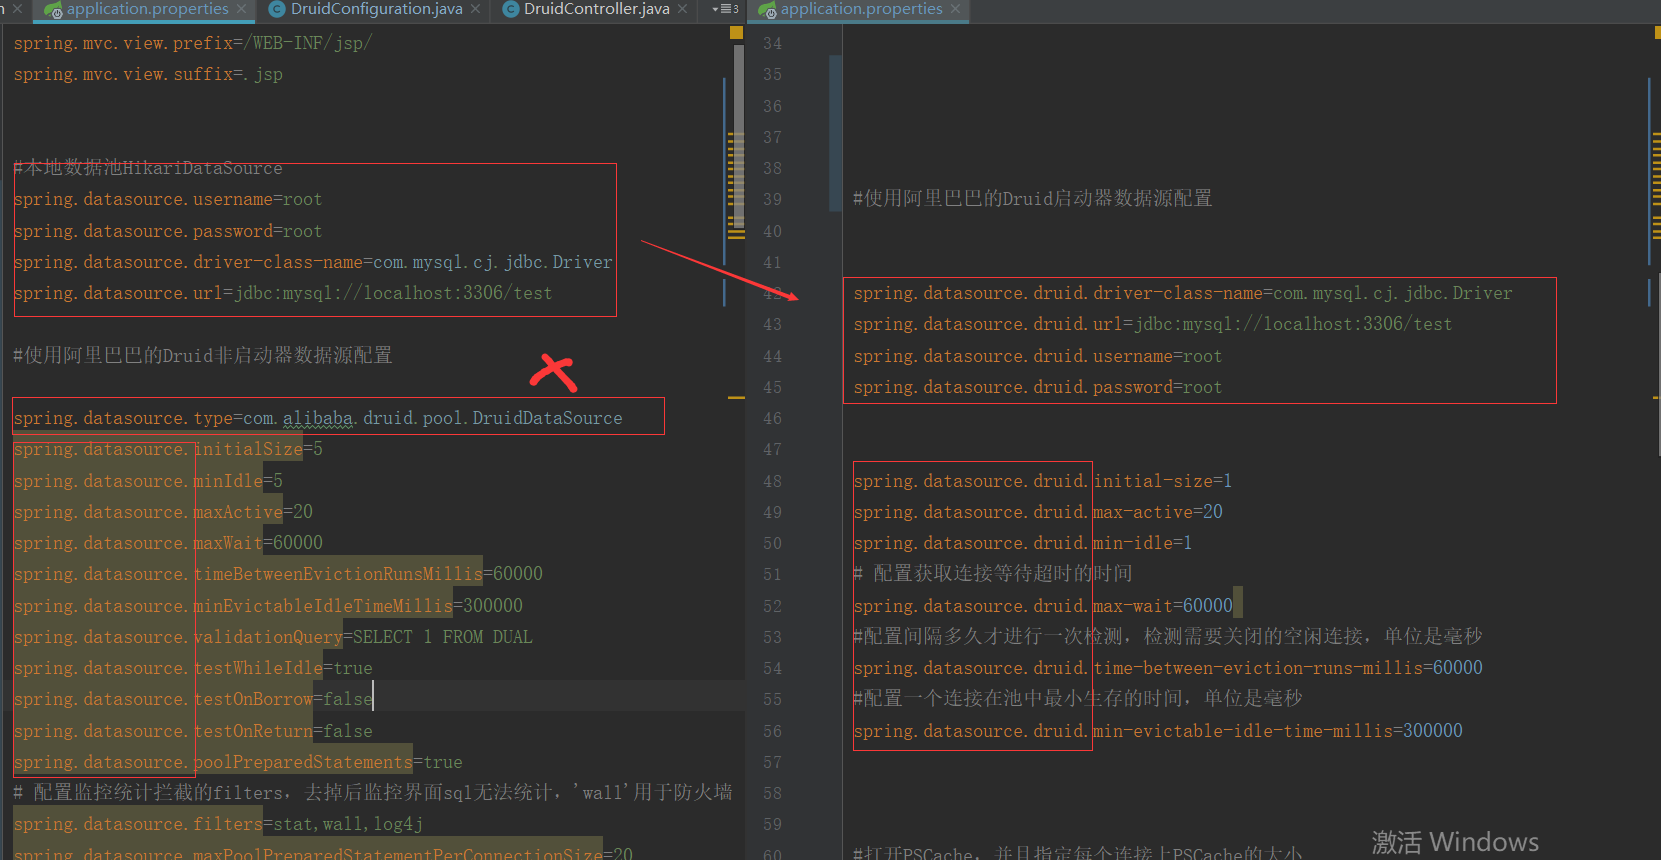 application.properties
DruidConfiguration.java
DruidController.java
3
application.properties
spring.mvc.view.prefix=/WEB-INF/jsp/
spring.mvc.view.suffix=.jsp
#本地数据池HikariDataSource
spring.datasource.username=root
spring.datasource.password=root
spring.datasource.driver-class-name=com.mysql.cj.jdbc.Driver
spring.datasource.url=jdbc:mysql://localhost:3306/test
#使用阿里巴巴的Druid非启动器数据源配置
spring.datasource.type=com.alibaba.druid.pool.DruidDataSource
spring.datasource.initialSize=5
spring.datasource.minIdle=5
spring.datasource.maxActive=20
spring.datasource.maxWait=60000
spring.datasource.timeBetweenEvictionRunsMillis=60000
spring.datasource.minEvictableIdleTimeMillis=300000
spring.datasource.validationQuery=SELECT 1 FROM DUAL
spring.datasource.testWhileIdle=true
spring.datasource.testOnBorrow=false
spring.datasource.testOnReturn=false
spring.datasource.poolPreparedStatements=true
# 配置监控统计拦截的filters，去掉后监控界面sql无法统计，'wall'用于防火墙
spring.datasource.filters=stat,wall,log4j
spring.datasource.maxPoolPreparedStatementPerConnectionSize=20
34
35
36
37
38
39 #使用阿里巴巴的Druid启动器数据源配置
40
41
42 spring.datasource.druid.driver-class-name=com.mysql.cj.jdbc.Driver
43 spring.datasource.druid.url=jdbc:mysql://localhost:3306/test
44 spring.datasource.druid.username=root
45 spring.datasource.druid.password=root
46
47
48 spring.datasource.druid.initial-size=1
49 spring.datasource.druid.max-active=20
50 spring.datasource.druid.min-idle=1
51 # 配置获取连接等待超时的时间
52 spring.datasource.druid.max-wait=60000
53 #配置间隔多久才进行一次检测，检测需要关闭的空闲连接，单位是毫秒
54 spring.datasource.druid.time-between-eviction-runs-millis=60000
55 #配置一个连接在池中最小生存的时间，单位是毫秒
56 spring.datasource.druid.min-evictable-idle-time-millis=300000
57
58
59
60 #打开PSCache，并且指定每个连接上PSCache的大小
激活 Windows